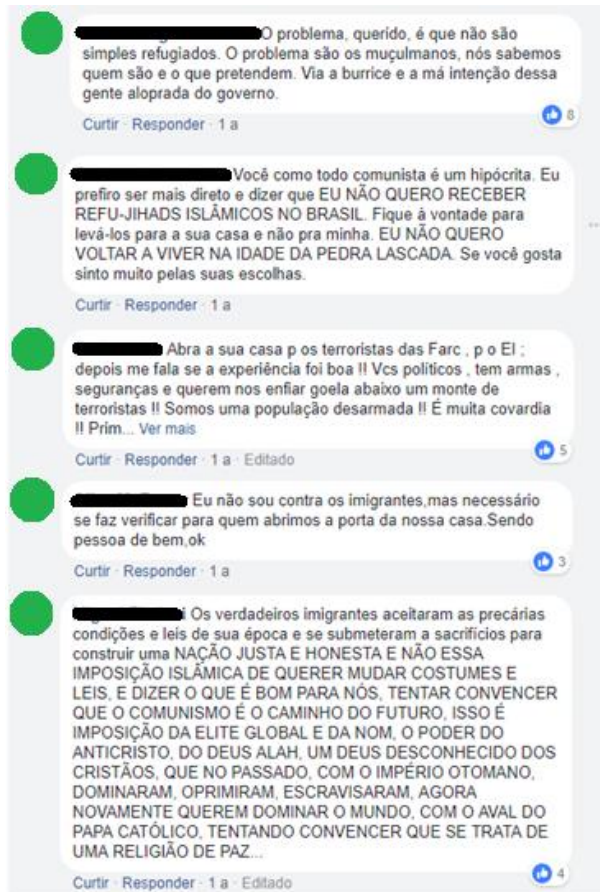 O problema, querido, é que não são
simples refugiados. O problema são os muçulmanos, nós sabemos
quem são e o que pretendem. Via a burrice e a má intenção dessa
gente aloprada do governo.
8
Curtir · Responder · 1 a
Você como todo comunista é um hipócrita. Eu
prefiro ser mais direto e dizer que EU NÃO QUERO RECEBER
REFU-JIHADS ISLÂMICOS NO BRASIL. Fique á vontade para
levá-los para a sua casa e não pra minha. EU NÃO QUERO
VOLTAR A VIVER NA IDADE DA PEDRA LASCADA. Se você gosta
sinto muito pelas suas escolhas.
Curtir · Responder · 1 a
Abra a sua casa p os terroristas das Farc , p o EI ;
depois me fala se a experiência foi boa !! Vcs políticos , tem armas ,
seguranças e querem nos enfiar goela abaixo um monte de
terroristas !! Somos uma população desarmada !! É muita covardia
!! Prim... Ver mais
5
Curtir · Responder · 1 a · Editado
Eu não sou contra os imigrantes,mas necessário
se faz verificar para quem abrimos a porta da nossa casa.Sendo
pessoa de bem,ok
3
Curtir · Responder · 1 a
Os verdadeiros imigrantes aceitaram as precárias
condições e leis de sua época e se submeteram a sacrifícios para
construir uma NAÇÃO JUSTA E HONESTA E NÃO ESSA
IMPOSIÇÃO ISLÂMICA DE QUERER MUDAR COSTUMES E
LEIS, E DIZER O QUE É BOM PARA NÓS, TENTAR CONVENCER
QUE O COMUNISMO É O CAMINHO DO FUTURO, ISSO É
IMPOSIÇÃO DA ELITE GLOBAL E DA NOM, O PODER DO
ANTICRISTO, DO DEUS ALAH, UM DEUS DESCONHECIDO DOS
CRISTÃOS, QUE NO PASSADO, COM O IMPÉRIO OTOMANO,
DOMINARAM, OPRIMIRAM, ESCRAVISARAM, AGORA
NOVAMENTE QUEREM DOMINAR O MUNDO, COM O AVAL DO
PAPA CATÓLICO, TENTANDO CONVENCER QUE SE TRATA DE
UMA RELIGIÃO DE PAZ...
4
Curtir · Responder · 1 a · Editado